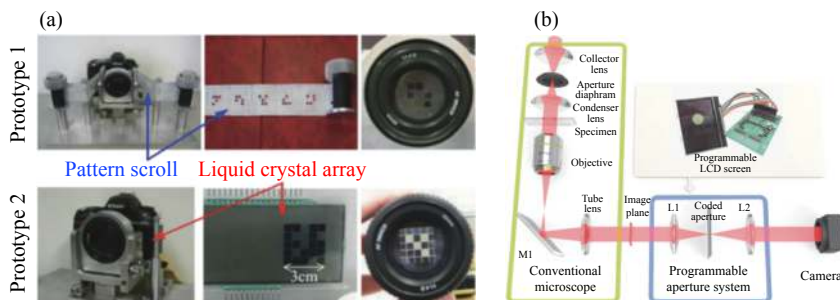 (a)
Prototype 1
Pattern scroll
Liquid crystal array
Prototype 2
3cm
(b)
Collector
lens
Aperture
diaphram
Condenser
lens
Specimen
Objective
Programmable
LCD screen
Tube
lens
Image
plane
L1
Coded
aperture
L2
M1
Conventional
microscope
Programmable
aperture system
Camera